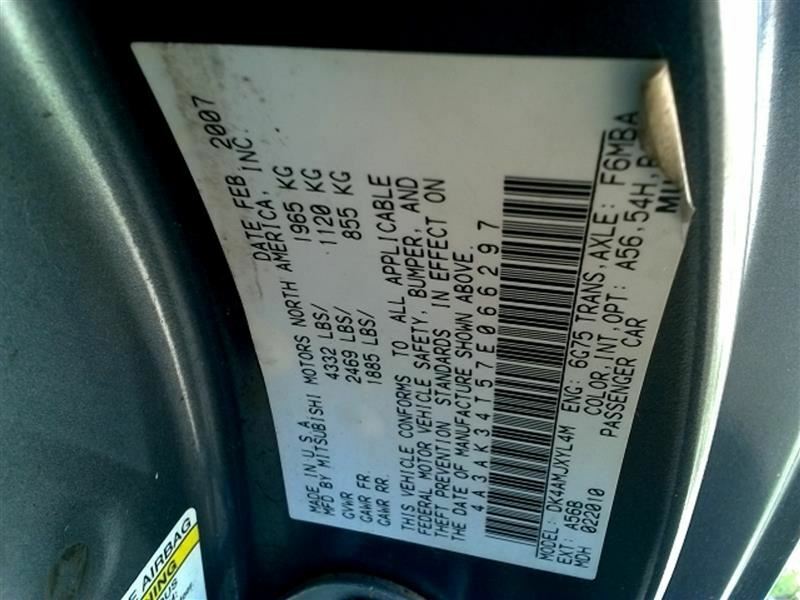 MADE IN U.S.A. DATE FEB 2007
MFD BY MITSUBISHI MOTORS NORTH AMERICA, INC.
GVWR 4332 LBS/ 1965 KG
GAWR FR. 2469 LBS/ 1120 KG
GAWR RR. 1885 LBS/ 855 KG
THIS VEHICLE CONFORMS TO ALL APPLICABLE
FEDERAL MOTOR VEHICLE SAFETY, BUMPER, AND
THEFT PREVENTION STANDARDS IN EFFECT ON
THE DATE OF MANUFACTURE SHOWN ABOVE.
4A3AK34T57E066297
MODEL: DK4AMJXYL4M ENG: 6G75 TRANS,AXLE: F6MBA
EXT: A56B COLOR,INT,OPT: A56,54H,
MDH 022010 PASSENGER CAR
AIRBAG